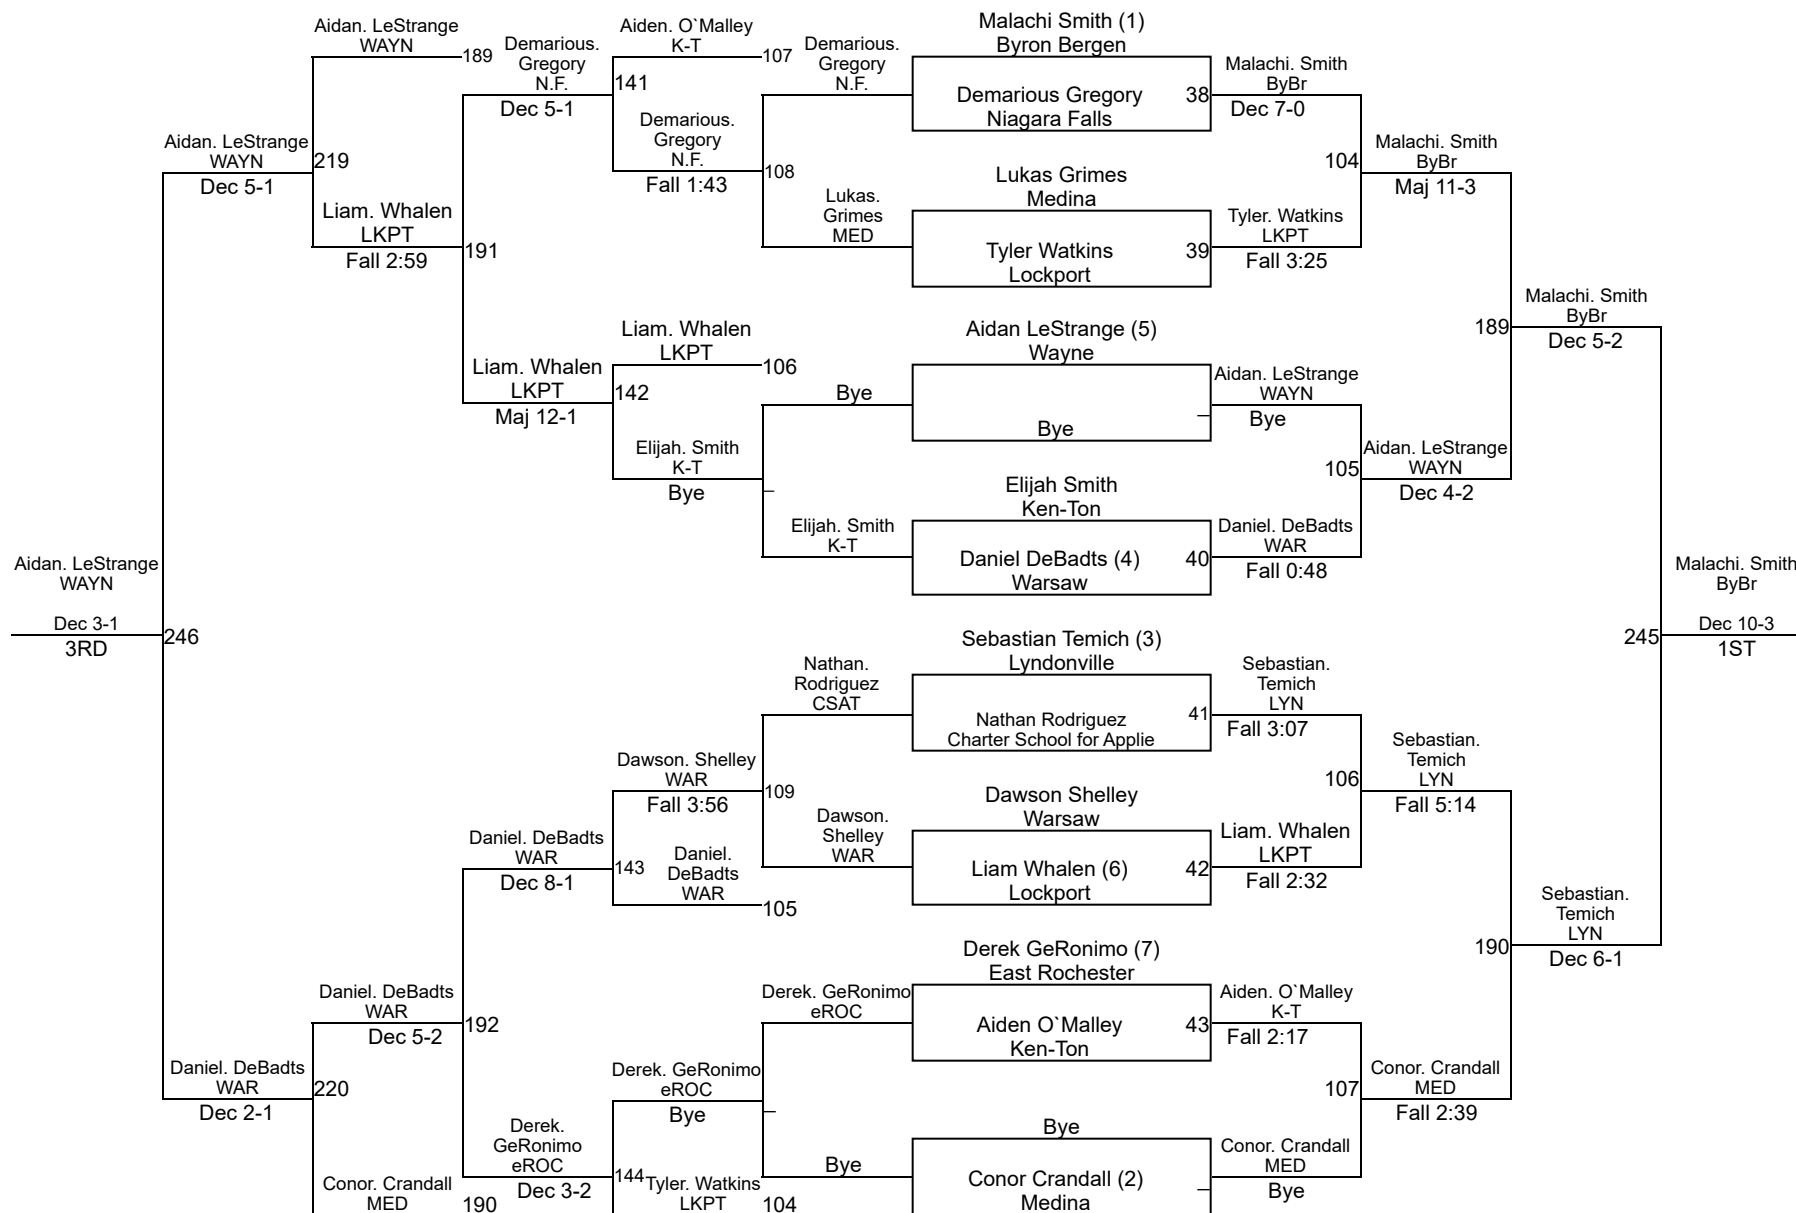 Aidan. LeStrange
WAYN
189
Demarious.
Gregory
N.F.
Dec 5-1
Aiden. O`Malley
K-T
107
141
Demarious.
Gregory
N.F.
Fall 1:43
108
Demarious.
Gregory
N.F.
Lukas.
Grimes
MED
Malachi Smith (1)
Byron Bergen
Demarious Gregory
Niagara Falls
38
Malachi. Smith
ByBr
Dec 7-0
Lukas Grimes
Medina
Tyler Watkins
Lockport
39
Tyler. Watkins
LKPT
Fall 3:25
104
Malachi. Smith
ByBr
Maj 11-3
Aidan. LeStrange
WAYN
Dec 5-1
219
Liam. Whalen
LKPT
Fall 2:59
191
Liam. Whalen
LKPT
Maj 12-1
Liam. Whalen
LKPT
106
142
Elijah. Smith
K-T
Bye
Bye
Elijah. Smith
K-T
Aidan LeStrange (5)
Wayne
Bye
Aidan. LeStrange
WAYN
Bye
Elijah Smith
Ken-Ton
Daniel DeBadts (4)
Warsaw
40
Daniel. DeBadts
WAR
Fall 0:48
105
Aidan. LeStrange
WAYN
Dec 4-2
189
Malachi. Smith
ByBr
Dec 5-2
Aidan. LeStrange
WAYN
Dec 3-1
3RD
246
245
Malachi. Smith
ByBr
Dec 10-3
1ST
Nathan.
Rodriguez
CSAT
Sebastian Temich (3)
Lyndonville
Nathan Rodriguez
Charter School for Applie
41
Sebastian.
Temich
LYN
Fall 3:07
Dawson. Shelley
WAR
Fall 3:56
109
Dawson.
Shelley
WAR
Dawson Shelley
Warsaw
Liam Whalen (6)
Lockport
42
Liam. Whalen
LKPT
Fall 2:32
106
Sebastian.
Temich
LYN
Fall 5:14
Daniel. DeBadts
WAR
Dec 8-1
143
Daniel.
DeBadts
WAR
105
190
Sebastian.
Temich
LYN
Dec 6-1
Daniel. DeBadts
WAR
Dec 5-2
192
Derek. GeRonimo
eROC
Derek GeRonimo (7)
East Rochester
Aiden O`Malley
Ken-Ton
43
Aiden. O`Malley
K-T
Fall 2:17
Daniel. DeBadts
WAR
Dec 2-1
220
Derek. GeRonimo
eROC
Bye
107
Conor. Crandall
MED
Fall 2:39
Derek.
GeRonimo
eROC
Dec 3-2
144
Tyler. Watkins
LKPT
104
Conor. Crandall
MED
190
Bye
Bye
Conor Crandall (2)
Medina
Conor. Crandall
MED
Bye